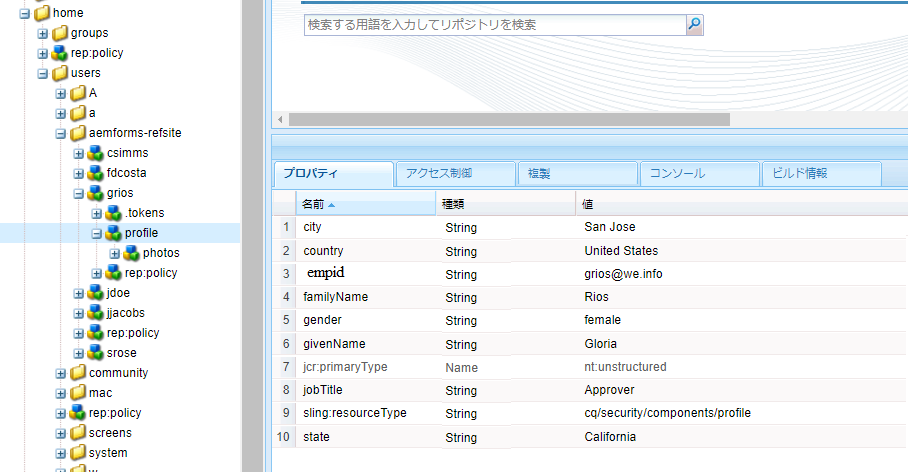 home
groups
rep:policy
users
A
a
aemforms-refsite
csimms
fdcosta
grios
.tokens
profile
photos
rep:policy
jdoe
jjacobs
rep:policy
srose
community
mac
rep:policy
screens
system
検索する用語を入力してリポジトリを検索
プロパティ アクセス制御 複製 コンソール ビルド情報
名前 種類 値
1 city String San Jose
2 country String United States
3 empid String grios@we.info
4 familyName String Rios
5 gender String female
6 givenName String Gloria
7 jcr:primaryType Name nt:unstructured
8 jobTitle String Approver
9 sling:resourceType String cq/security/components/profile
10 state String California